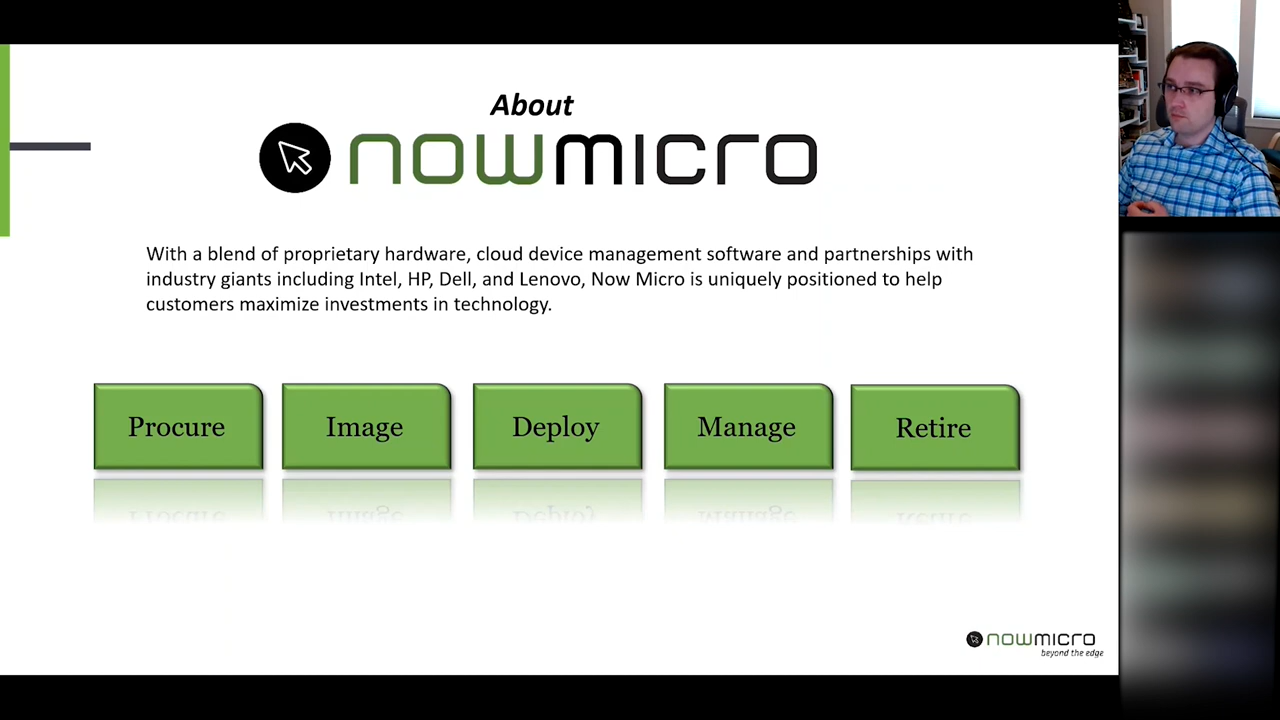 About
nowmicro
With a blend of proprietary hardware, cloud device management software and partnerships with
industry giants including Intel, HP, Dell, and Lenovo, Now Micro is uniquely positioned to help
customers maximize investments in technology.
Procure
Image
Deploy
Manage
Retire
nowmicro
beyond the edge